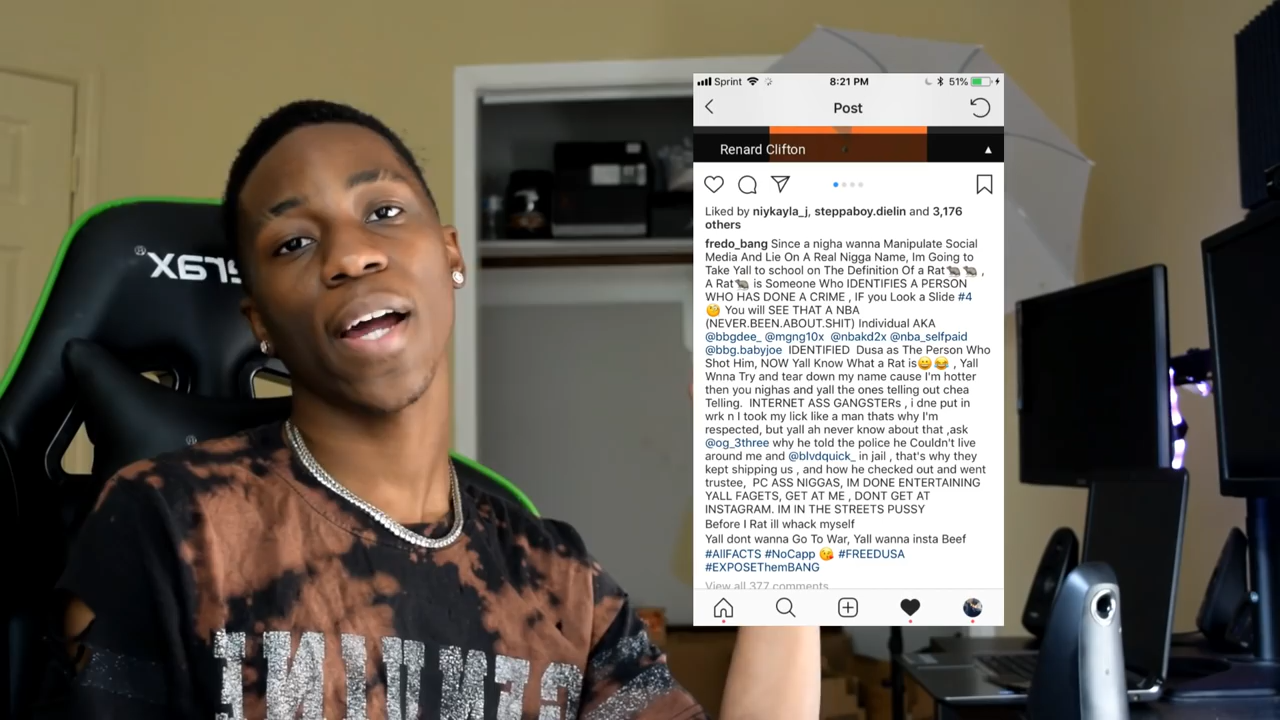 erax®
GENUINE
Sprint 8:21 PM 51%
Post
Renard Clifton
Liked by niykayla_j, steppaboy.dielin and 3,176
others
fredo_bang Since a nigha wanna Manipulate Social
Media And Lie On A Real Nigga Name, Im Going to
Take Yall to school on The Definition Of a Rat🐀🐀 ,
A Rat🐀 is Someone Who IDENTIFIES A PERSON
WHO HAS DONE A CRIME , IF you Look a Slide #4
🤔 You will SEE THAT A NBA
(NEVER.BEEN.ABOUT.SHIT) Individual AKA
@bbgdee_ @mgng10x @nbakd2x @nba_selfpaid
@bbg.babyjoe IDENTIFIED Dusa as The Person Who
Shot Him, NOW Yall Know What a Rat is😄😂 , Yall
Wnna Try and tear down my name cause I'm hotter
then you nighas and yall the ones telling out chea
Telling. INTERNET ASS GANGSTERs , i dne put in
wrk n I took my lick like a man thats why I'm
respected, but yall ah never know about that ,ask
@og_3three why he told the police he Couldn't live
around me and @blvdquick_ in jail , that's why they
kept shipping us , and how he checked out and went
trustee, PC ASS NIGGAS, IM DONE ENTERTAINING
YALL FAGETS, GET AT ME , DONT GET AT
INSTAGRAM. IM IN THE STREETS PUSSY
Before I Rat ill whack myself
Yall dont wanna Go To War, Yall wanna insta Beef
#AllFACTS #NoCapp 😘 #FREEDUSA
#EXPOSEThemBANG
View all 377 comments